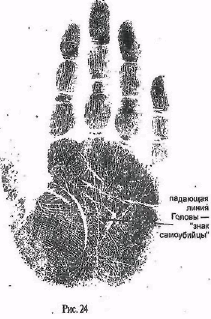 падающая
линия
Головы —
"знак
самоубийцы"
Рис. 24